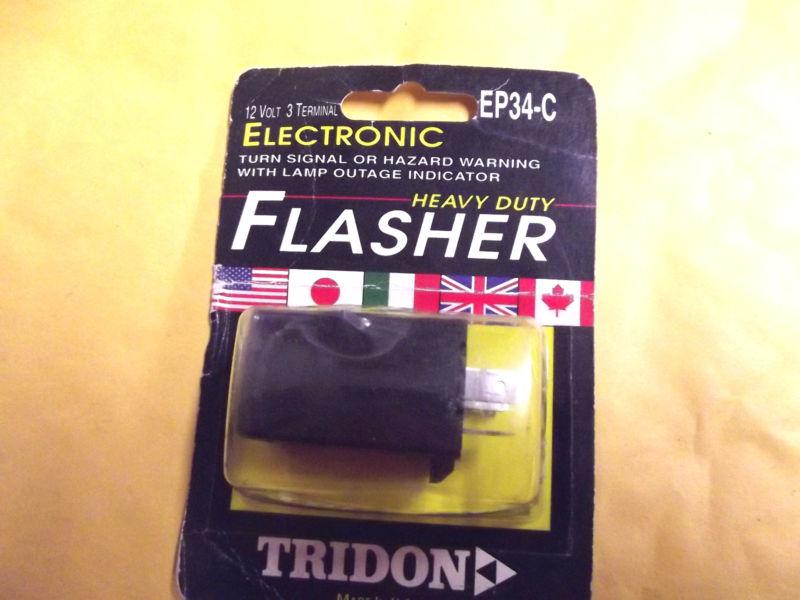 12 VOLT 3 TERMINAL EP34-C
ELECTRONIC
TURN SIGNAL OR HAZARD WARNING
WITH LAMP OUTAGE INDICATOR
HEAVY DUTY
FLASHER
TRIDON